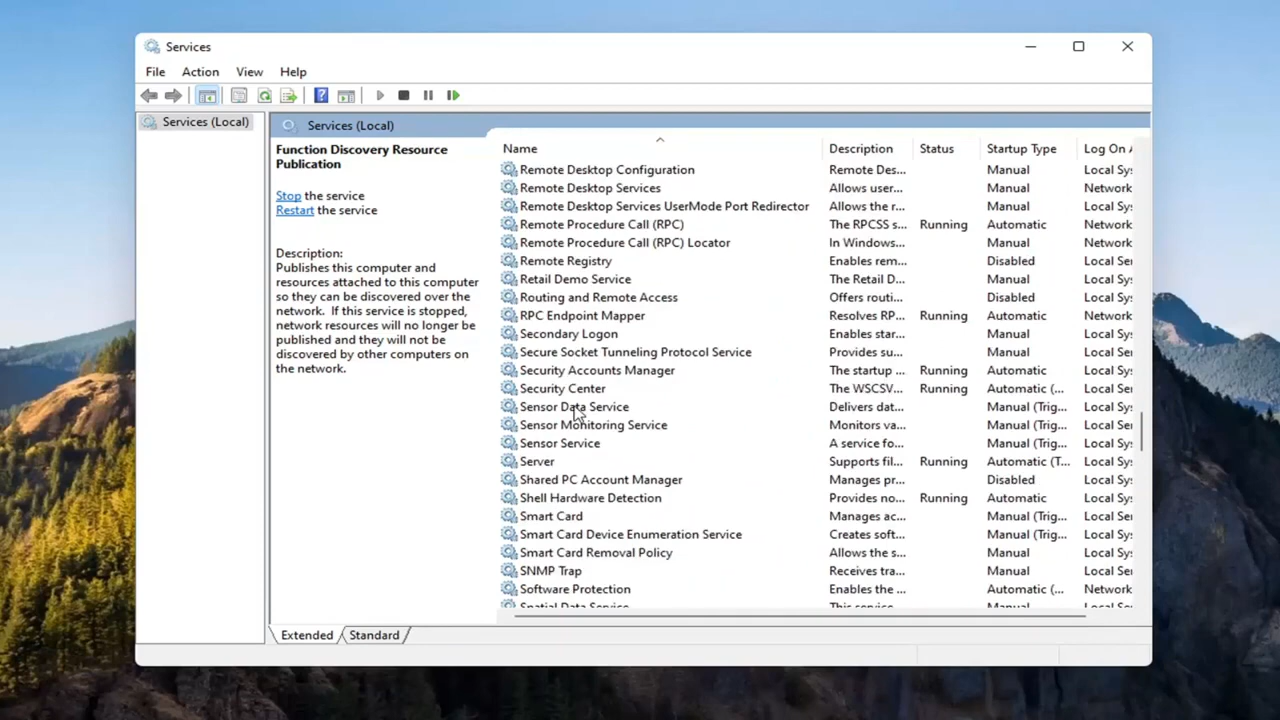 Services
File Action View Help
Services (Local)
Services (Local)
Function Discovery Resource
Publication
Stop the service
Restart the service
Description:
Publishes this computer and
resources attached to this computer
so they can be discovered over the
network. If this service is stopped,
network resources will no longer be
published and they will not be
discovered by other computers on
the network.
Name Description Status Startup Type Log On A
Remote Desktop Configuration Remote Des... Manual Local Sy
Remote Desktop Services Allows user... Manual Network
Remote Desktop Services UserMode Port Redirector Allows the r... Manual Local Sy
Remote Procedure Call (RPC) The RPCSS s... Running Automatic Network
Remote Procedure Call (RPC) Locator In Windows... Manual Network
Remote Registry Enables rem... Disabled Local Se
Retail Demo Service The Retail D... Manual Local Sy
Routing and Remote Access Offers routi... Disabled Local Sy
RPC Endpoint Mapper Resolves RP... Running Automatic Network
Secondary Logon Enables star... Manual Local Sy
Secure Socket Tunneling Protocol Service Provides su... Manual Local Se
Security Accounts Manager The startup ... Running Automatic Local Sy
Security Center The WSCSV... Running Automatic (... Local Se
Sensor Data Service Delivers dat... Manual (Trig... Local Sy
Sensor Monitoring Service Monitors va... Manual (Trig... Local Se
Sensor Service A service fo... Manual (Trig... Local Sy
Server Supports fil... Running Automatic (T... Local Sy
Shared PC Account Manager Manages pr... Disabled Local Sy
Shell Hardware Detection Provides no... Running Automatic Local Sy
Smart Card Manages ac... Manual (Trig... Local Se
Smart Card Device Enumeration Service Creates soft... Manual (Trig... Local Sy
Smart Card Removal Policy Allows the s... Manual Local Sy
SNMP Trap Receives tra... Manual Local Se
Software Protection Enables the ... Automatic (... Network
Spatial Data Service This service Manual Local Se
Extended Standard